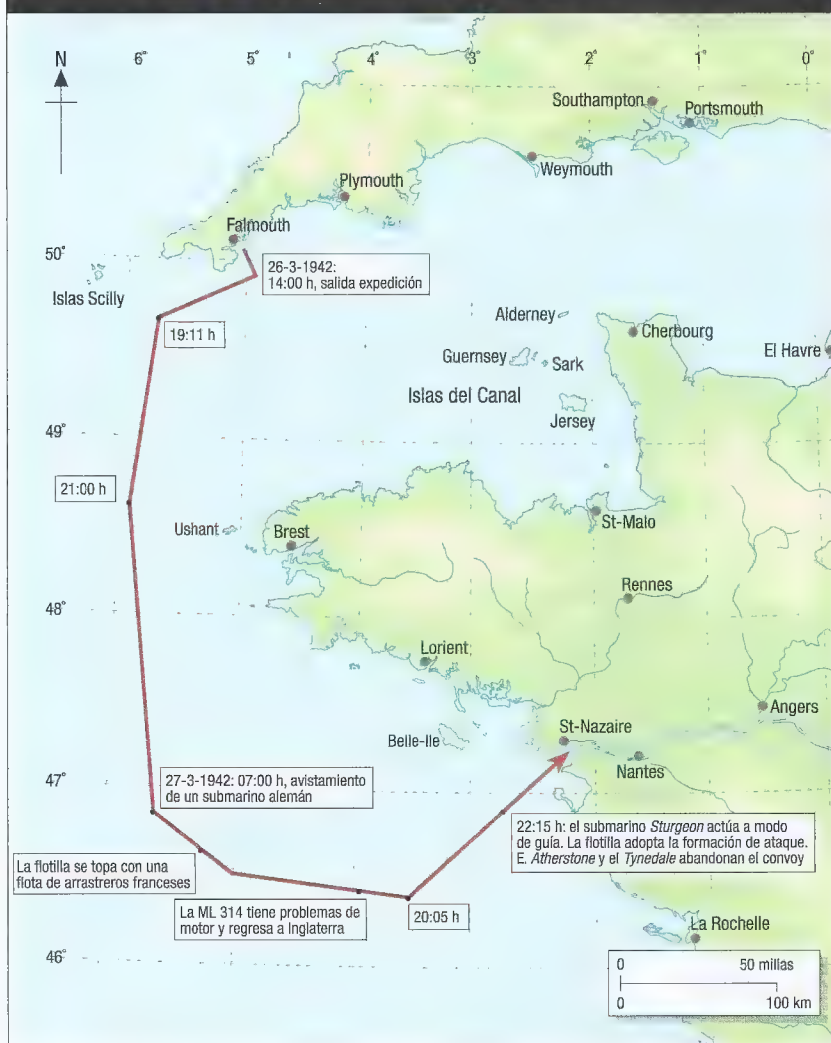 N
6°
5°
4°
3°
2°
1°
0°
Southampton
Portsmouth
Weymouth
Plymouth
Falmouth
50°
26-3-1942:
14:00 h, salida expedición
Islas Scilly
19:11 h
Alderney
Cherbourg
Guernsey
Sark
El Havre
Islas del Canal
Jersey
49°
21:00 h
Ushant
Brest
St-Malo
Rennes
48°
Lorient
Angers
Belle-Ile
St-Nazaire
Nantes
47°
27-3-1942: 07:00 h, avistamiento
de un submarino alemán
22:15 h: el submarino Sturgeon actúa a modo
de guía. La flotilla adopta la formación de ataque.
E. Atherstone y el Tynedale abandonan el convoy
La flotilla se topa con una
flota de arrastreros franceses
La ML 314 tiene problemas de
motor y regresa a Inglaterra
20:05 h
La Rochelle
46°
0 50 millas
0 100 km